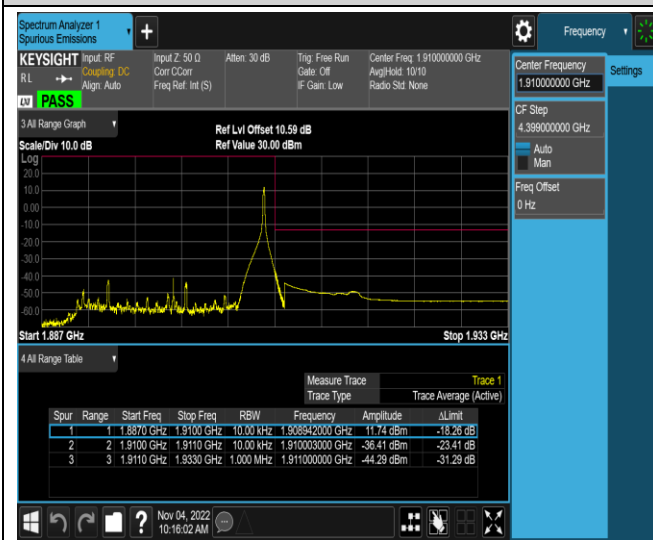 Spectrum Analyzer 1
Spurious Emissions
+
Frequency
KEYSIGHT
RL
LXI PASS
Input: RF
Coupling: DC
Align: Auto
Input Z: 50 Ω
Corr CCorr
Freq Ref: Int (S)
Atten: 30 dB
Trig: Free Run
Gate: Off
IF Gain: Low
Center Freq: 1.910000000 GHz
Avg|Hold: 10/10
Radio Std: None
Center Frequency
1.910000000 GHz
Settings
CF Step
4.399000000 GHz
Auto
Man
Freq Offset
0 Hz
3 All Range Graph
Scale/Div 10.0 dB
Ref Lvl Offset 10.59 dB
Ref Value 30.00 dBm
Log
20.0
10.0
0.00
-10.0
-20.0
-30.0
-40.0
-50.0
-60.0
Start 1.887 GHz
Stop 1.933 GHz
4 All Range Table
Measure Trace Trace 1
Trace Type Trace Average (Active)
Spur Range Start Freq Stop Freq RBW Frequency Amplitude ΔLimit
1 1 1.8870 GHz 1.9100 GHz 10.00 kHz 1.908942000 GHz 11.74 dBm -18.26 dB
2 2 1.9100 GHz 1.9110 GHz 10.00 kHz 1.910003000 GHz -36.41 dBm -23.41 dB
3 3 1.9110 GHz 1.9330 GHz 1.000 MHz 1.911000000 GHz -44.29 dBm -31.29 dB
?
Nov 04, 2022
10:16:02 AM